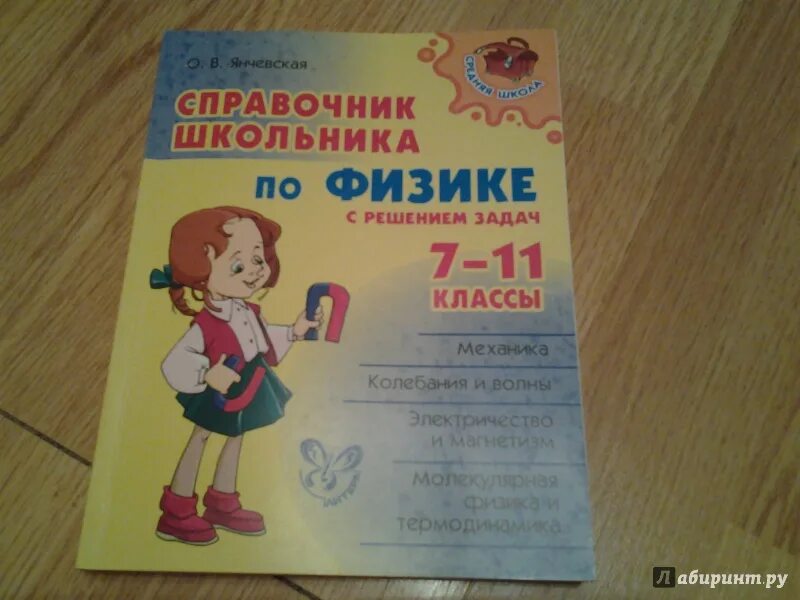 О. В. Янчевская
СРЕДНЯЯ ШКОЛА
СПРАВОЧНИК
ШКОЛЬНИКА
ПО ФИЗИКЕ
С РЕШЕНИЕМ ЗАДАЧ
7–11
КЛАССЫ
Механика
Колебания и волны
Электричество
и магнетизм
Молекулярная
физика и
термодинамика
ЛИТЕРА
Лабиринт.ру